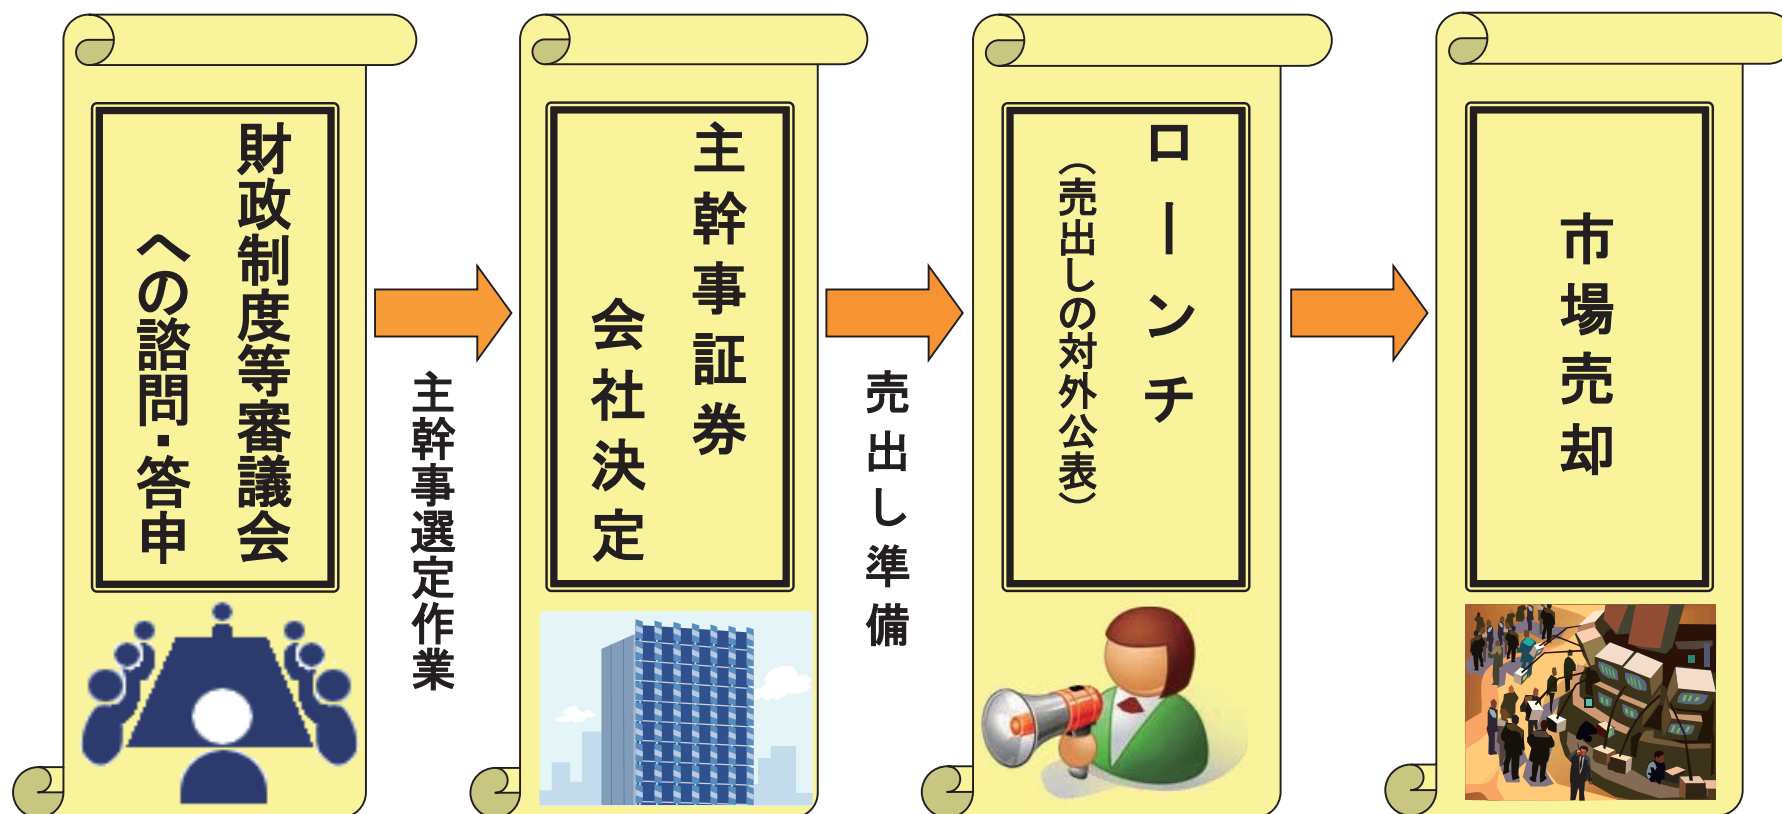 財政制度等審議会
への諮問・答申
主幹事選定作業
主幹事証券
会社決定
売出し準備
ローンチ
（売出しの対外公表）
市場売却